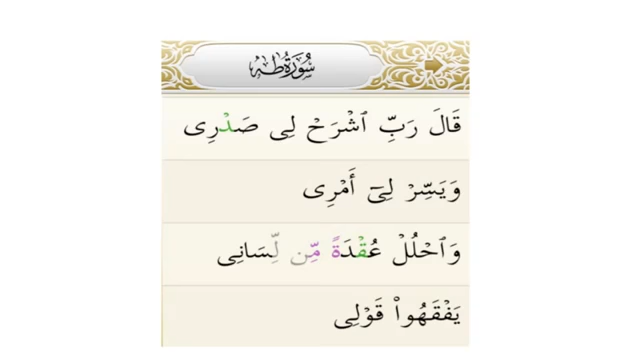 سُورَةُ طه
قَالَ رَبِّ ٱشْرَحْ لِى صَدْرِى
وَيَسِّرْ لِىٓ أَمْرِى
وَٱحْلُلْ عُقْدَةً مِّن لِّسَانِى
يَفْقَهُوا۟ قَوْلِى